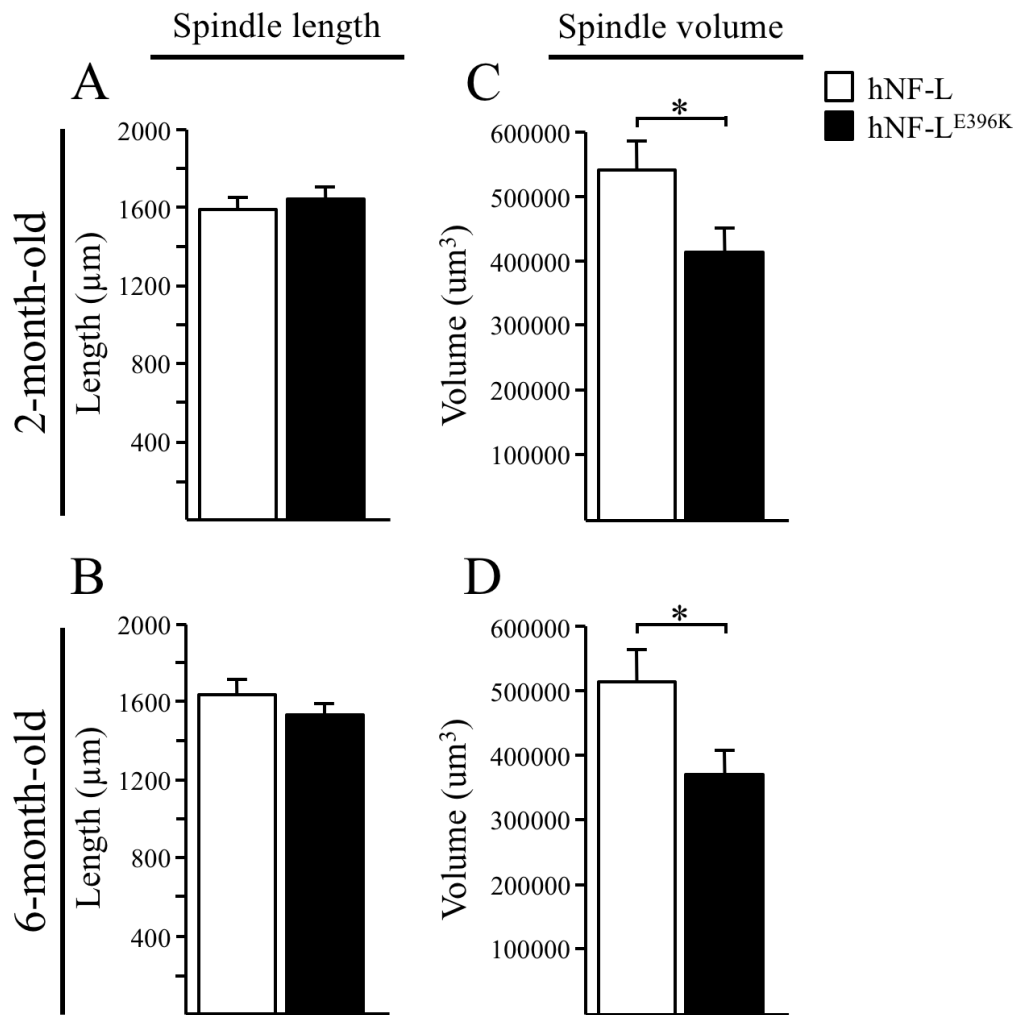 Spindle length
Spindle volume
hNF-L
hNF-L^E396K
2-month-old
A
Length (μm)
2000
1600
1200
800
400
C
*
Volume (um³)
600000
500000
400000
300000
200000
100000
6-month-old
B
Length (μm)
2000
1600
1200
800
400
D
*
Volume (um³)
600000
500000
400000
300000
200000
100000